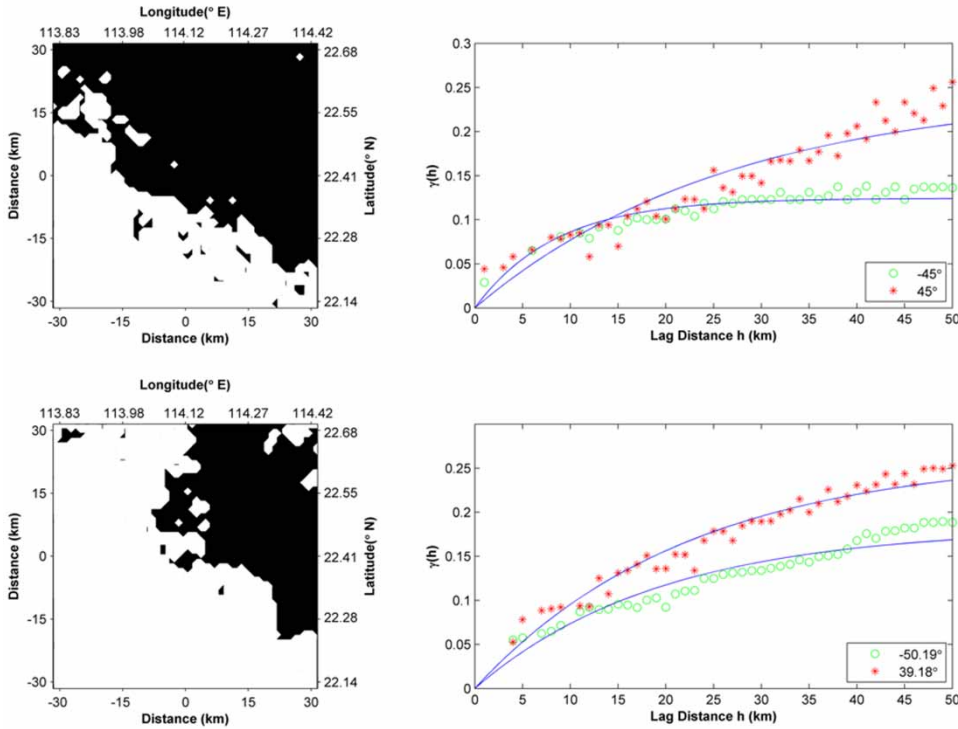 Longitude(° E)
113.83 113.98 114.12 114.27 114.42
30 15 0 -15 -30
Distance (km)
22.68 22.55 22.41 22.28 22.14
Latitude(° N)
-30 -15 0 15 30
Distance (km)
0.3 0.25 0.2 0.15 0.1 0.05 0
γ(h)
-45°
45°
0 5 10 15 20 25 30 35 40 45 50
Lag Distance h (km)
Longitude(° E)
113.83 113.98 114.12 114.27 114.42
30 15 0 -15 -30
Distance (km)
22.68 22.55 22.41 22.28 22.14
Latitude(° N)
-30 -15 0 15 30
Distance (km)
0.25 0.2 0.15 0.1 0.05 0
γ(h)
-50.19°
39.18°
0 5 10 15 20 25 30 35 40 45 50
Lag Distance h (km)